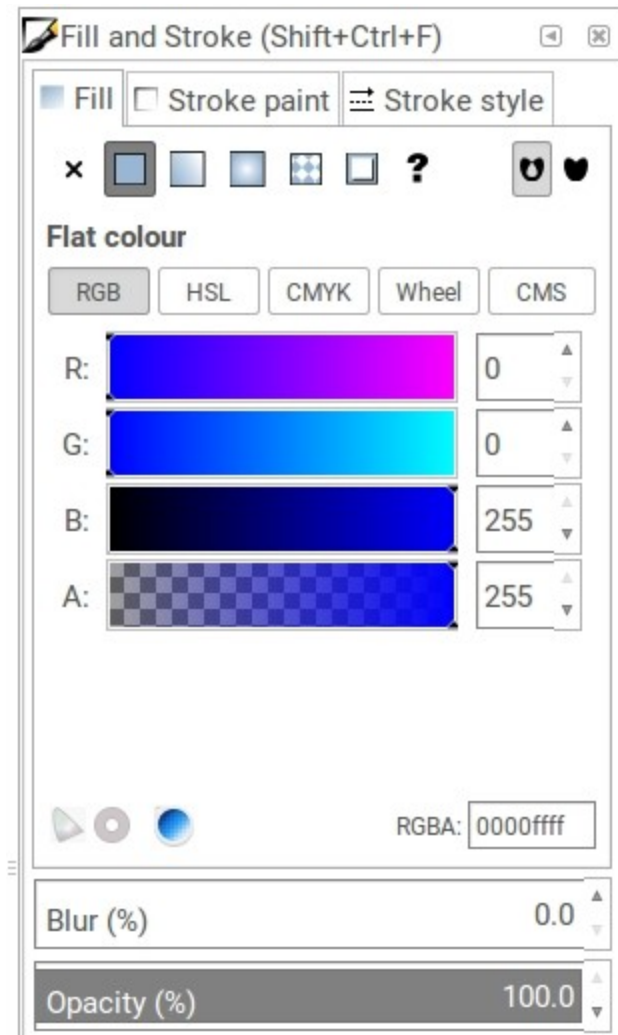 Fill and Stroke (Shift+Ctrl+F)
Fill Stroke paint Stroke style
?
Flat colour
RGB HSL CMYK Wheel CMS
R: 0
G: 0
B: 255
A: 255
RGBA: 0000ffff
Blur (%) 0.0
Opacity (%) 100.0